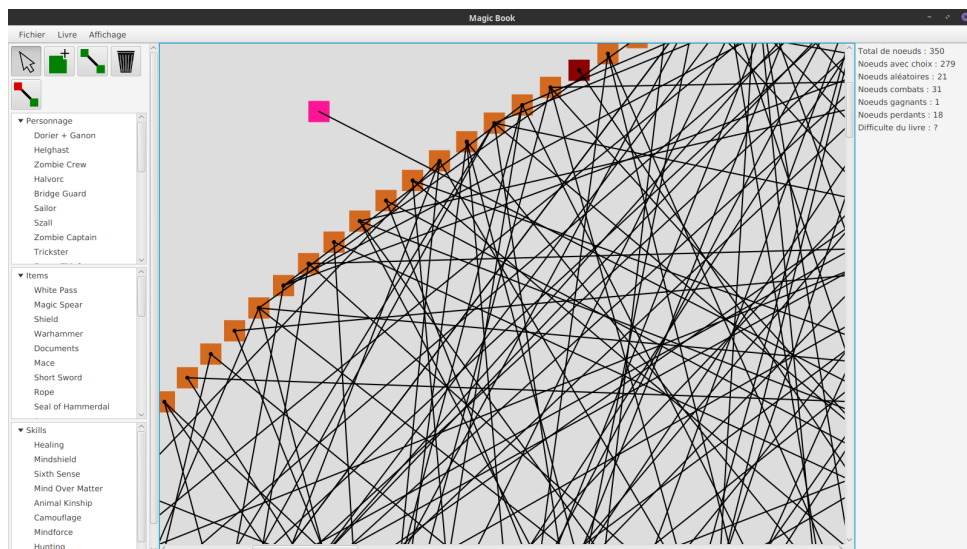 Magic Book
Fichier Livre Affichage
Personnage
Dorier + Ganon
Helghast
Zombie Crew
Halvorc
Bridge Guard
Sailor
Szall
Zombie Captain
Trickster
Items
White Pass
Magic Spear
Shield
Warhammer
Documents
Mace
Short Sword
Rope
Seal of Hammerdal
Skills
Healing
Mindshield
Sixth Sense
Mind Over Matter
Animal Kinship
Camouflage
Mindforce
Hunting
Total de noeuds : 350
Noeuds avec choix : 279
Noeuds aléatoires : 21
Noeuds combats : 31
Noeuds gagnants : 1
Noeuds perdants : 18
Difficulte du livre : ?